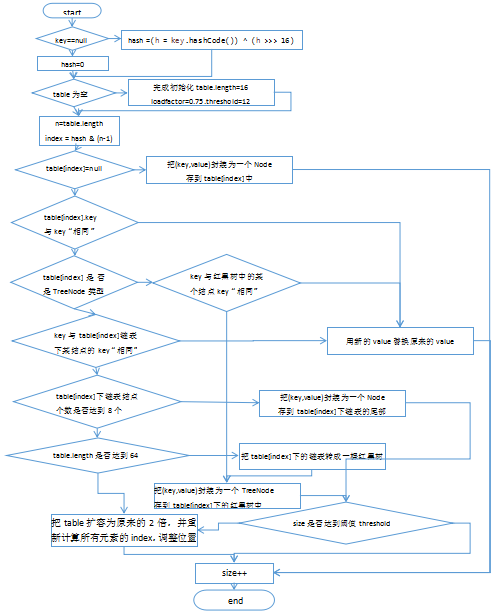 start
key==null
hash =(h = key.hashCode()) ^ (h >>> 16)
hash=0
table 为空
完成初始化 table.length=16
loadfactor=0.75.threshold=12
n=table.length
index = hash & (n-1)
table[index]=null
把(key,value)封装为一个 Node
存到 table[index]中
table[index].key
与 key “相同”
table[index] 是 否
是 TreeNode 类型
key 与红黑树中的某
个结点 key “相同”
key 与 table[index]链表
下某结点的 key “相同”
用新的 value 替换原来的 value
table[index]下链表结点
个数是否达到 8 个
把(key,value)封装为一个 Node
存到 table[index]下链表的尾部
table.length 是否达到 64
把 table[index]下的链表转成一棵红黑树
把(key,value)封装为一个 TreeNode
存到 table[index]下的红黑树中
把 table 扩容为原来的 2 倍，并重
新计算所有元素的 index, 调整位置
size 是否达到阈值 threshold
size++
end